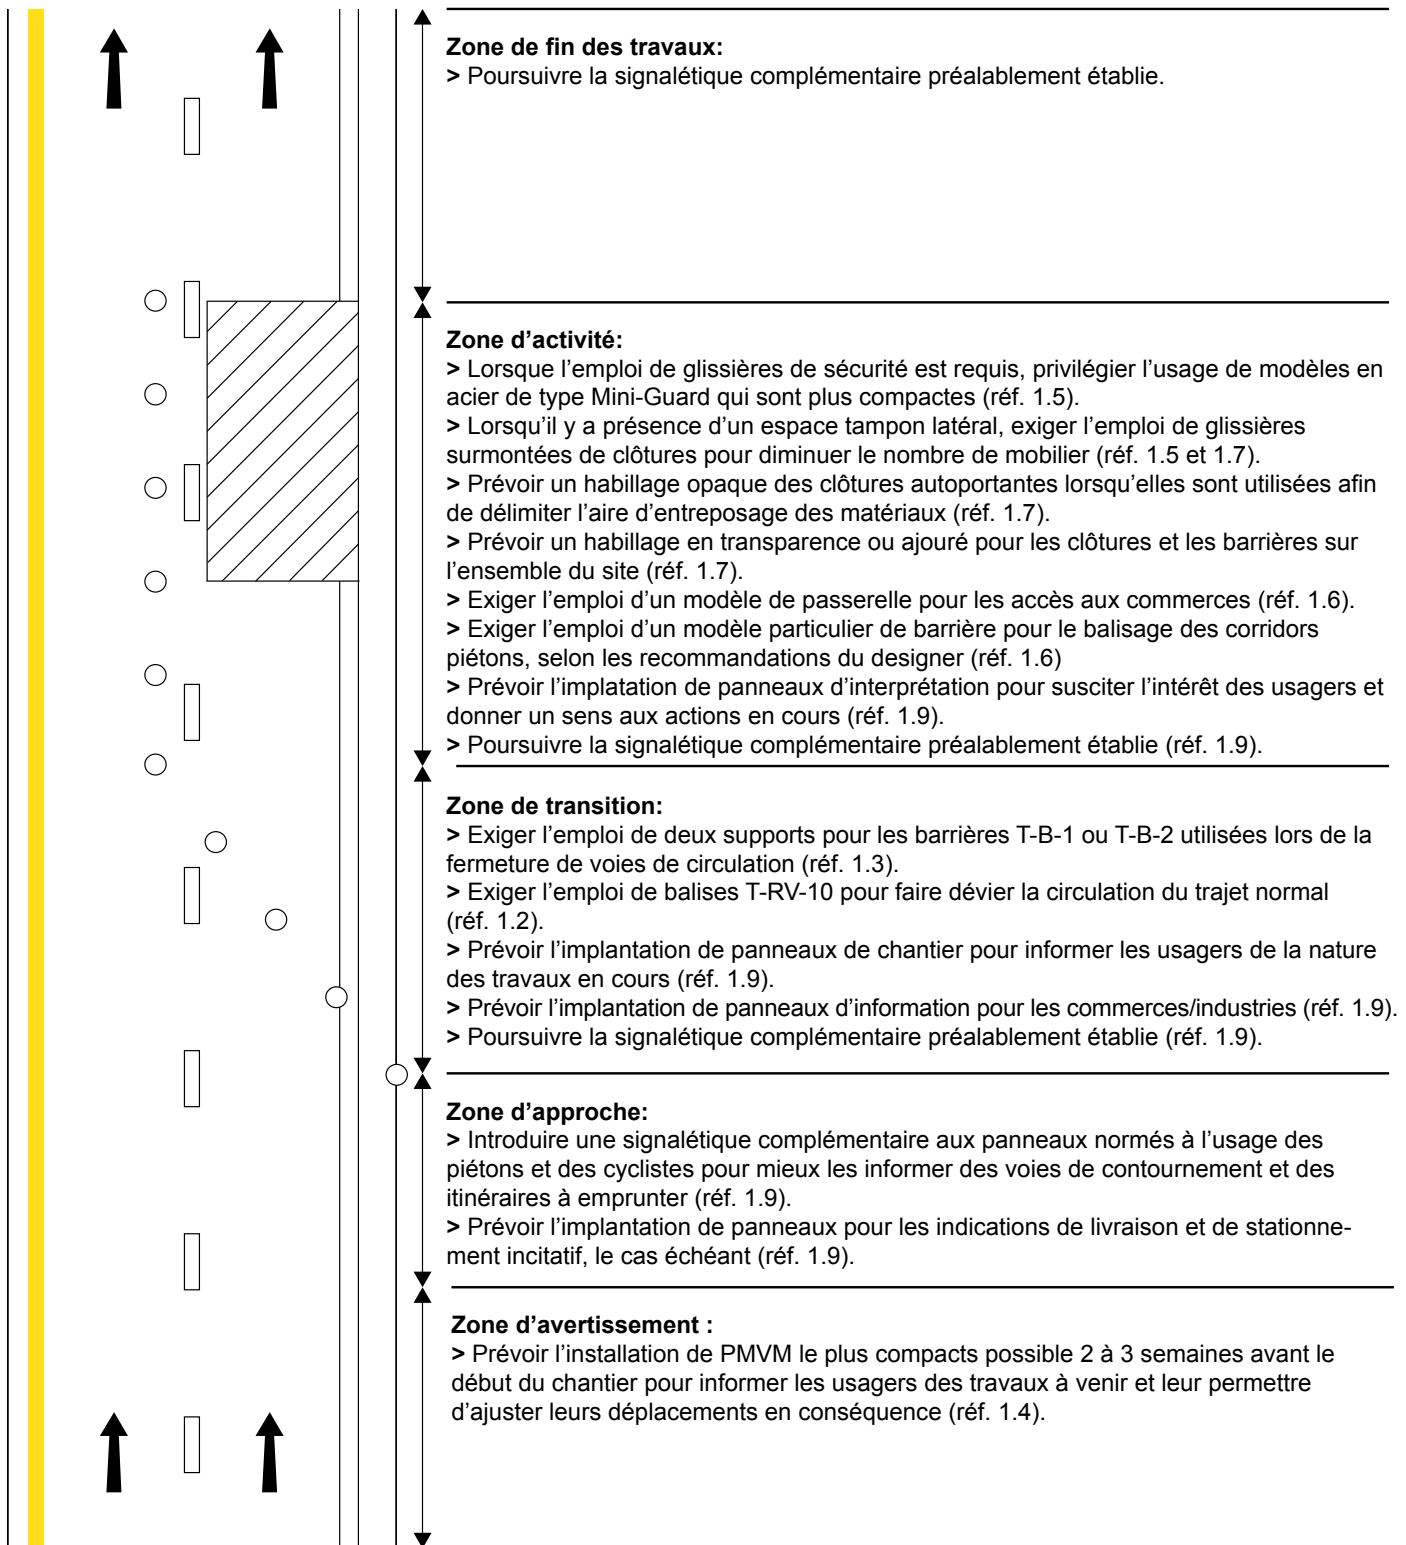 Zone de fin des travaux:
> Poursuivre la signalétique complémentaire préalablement établie.
Zone d’activité:
> Lorsque l’emploi de glissières de sécurité est requis, privilégier l’usage de modèles en
acier de type Mini-Guard qui sont plus compactes (réf. 1.5).
> Lorsqu’il y a présence d’un espace tampon latéral, exiger l’emploi de glissières
surmontées de clôtures pour diminuer le nombre de mobilier (réf. 1.5 et 1.7).
> Prévoir un habillage opaque des clôtures autoportantes lorsqu’elles sont utilisées afin
de délimiter l’aire d’entreposage des matériaux (réf. 1.7).
> Prévoir un habillage en transparence ou ajouré pour les clôtures et les barrières sur
l’ensemble du site (réf. 1.7).
> Exiger l’emploi d’un modèle de passerelle pour les accès aux commerces (réf. 1.6).
> Exiger l’emploi d’un modèle particulier de barrière pour le balisage des corridors
piétons, selon les recommandations du designer (réf. 1.6)
> Prévoir l’implatation de panneaux d’interprétation pour susciter l’intérêt des usagers et
donner un sens aux actions en cours (réf. 1.9).
> Poursuivre la signalétique complémentaire préalablement établie (réf. 1.9).
Zone de transition:
> Exiger l’emploi de deux supports pour les barrières T-B-1 ou T-B-2 utilisées lors de la
fermeture de voies de circulation (réf. 1.3).
> Exiger l’emploi de balises T-RV-10 pour faire dévier la circulation du trajet normal
(réf. 1.2).
> Prévoir l’implantation de panneaux de chantier pour informer les usagers de la nature
des travaux en cours (réf. 1.9).
> Prévoir l’implantation de panneaux d’information pour les commerces/industries (réf. 1.9).
> Poursuivre la signalétique complémentaire préalablement établie (réf. 1.9).
Zone d’approche:
> Introduire une signalétique complémentaire aux panneaux normés à l’usage des
piétons et des cyclistes pour mieux les informer des voies de contournement et des
itinéraires à emprunter (réf. 1.9).
> Prévoir l’implantation de panneaux pour les indications de livraison et de stationne-
ment incitatif, le cas échéant (réf. 1.9).
Zone d’avertissement :
> Prévoir l’installation de PMVM le plus compacts possible 2 à 3 semaines avant le
début du chantier pour informer les usagers des travaux à venir et leur permettre
d’ajuster leurs déplacements en conséquence (réf. 1.4).